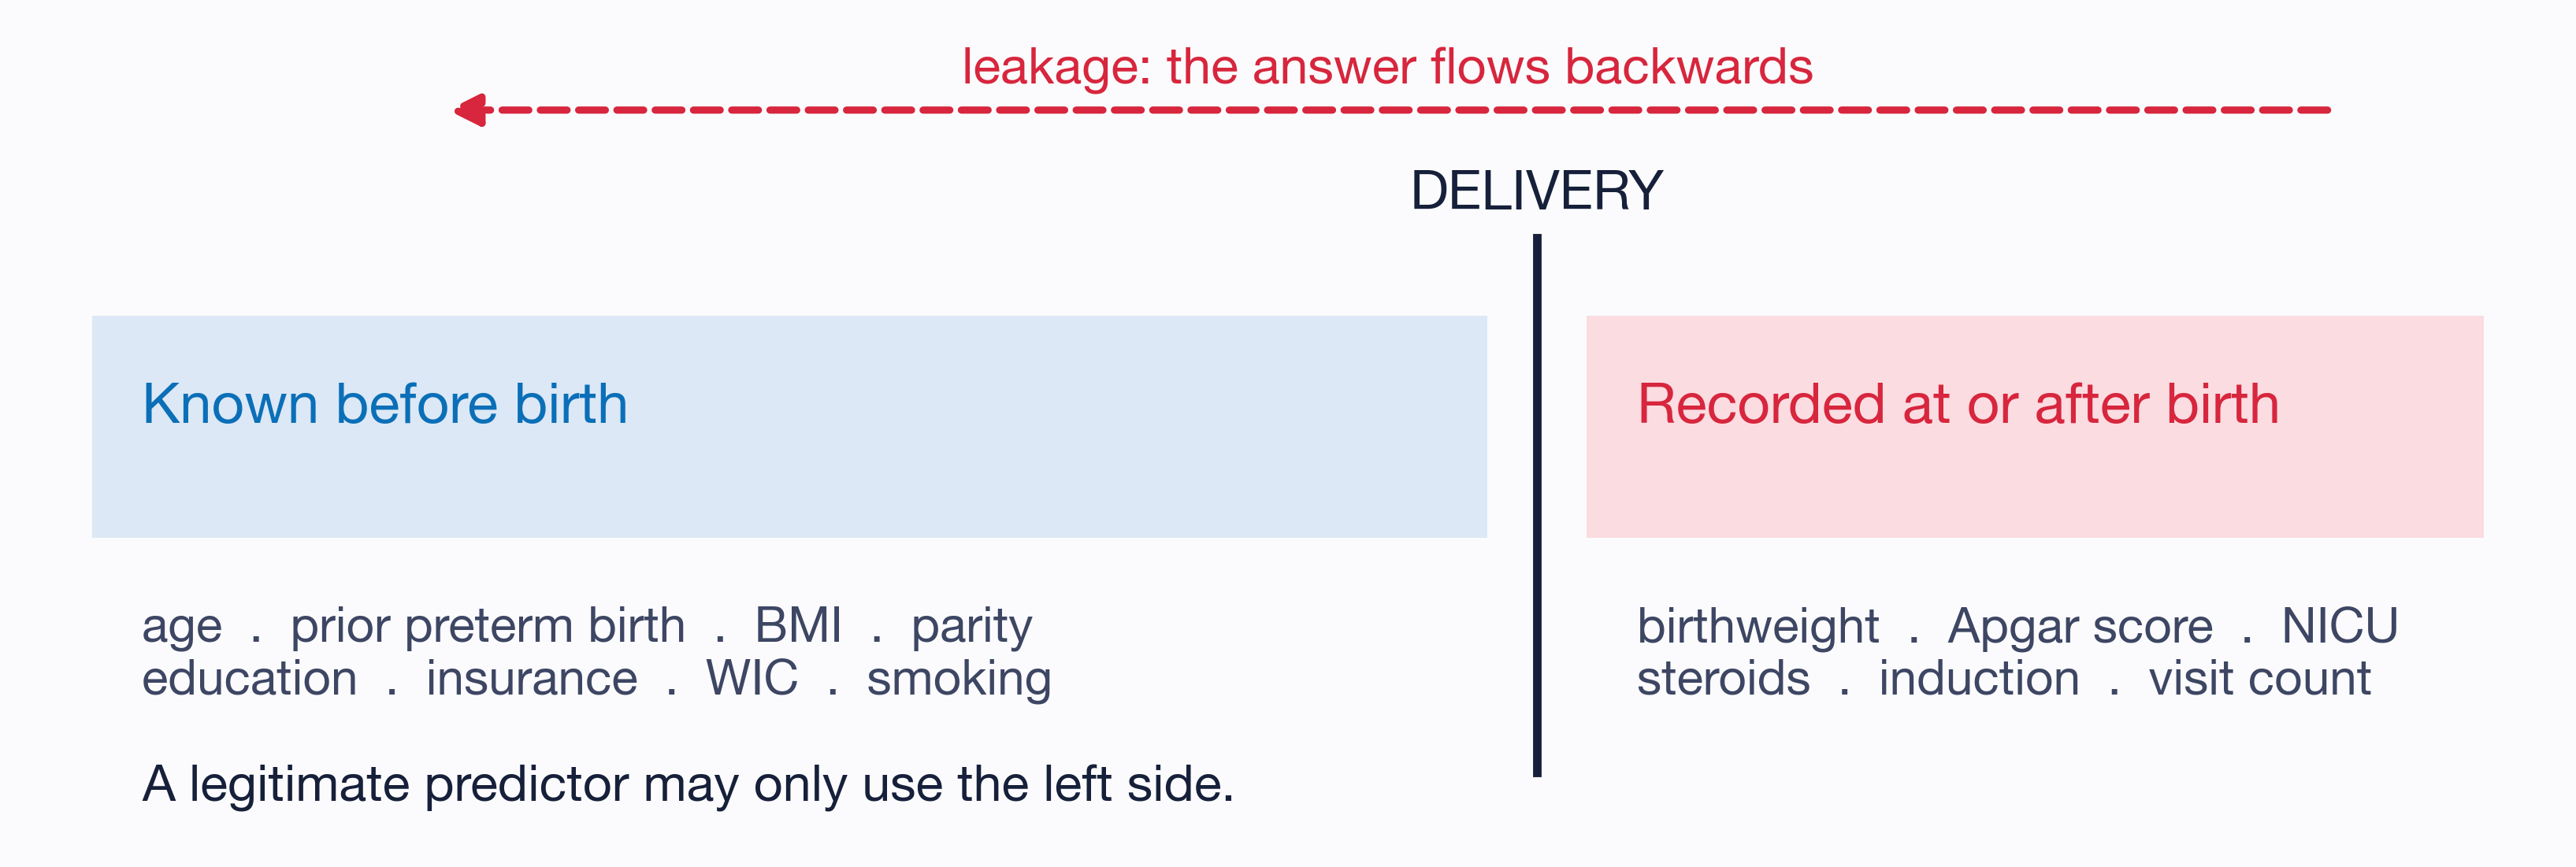 leakage: the answer flows backwards
DELIVERY
Known before birth
Recorded at or after birth
age . prior preterm birth . BMI . parity
education . insurance . WIC . smoking
birthweight . Apgar score . NICU
steroids . induction . visit count
A legitimate predictor may only use the left side.